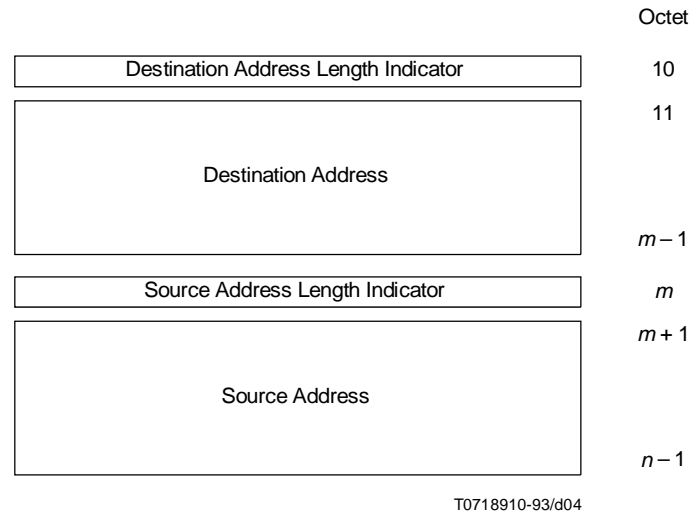 Octet
Destination Address Length Indicator 10
11
Destination Address
m – 1
Source Address Length Indicator m
m + 1
Source Address
n – 1
T0718910-93/d04